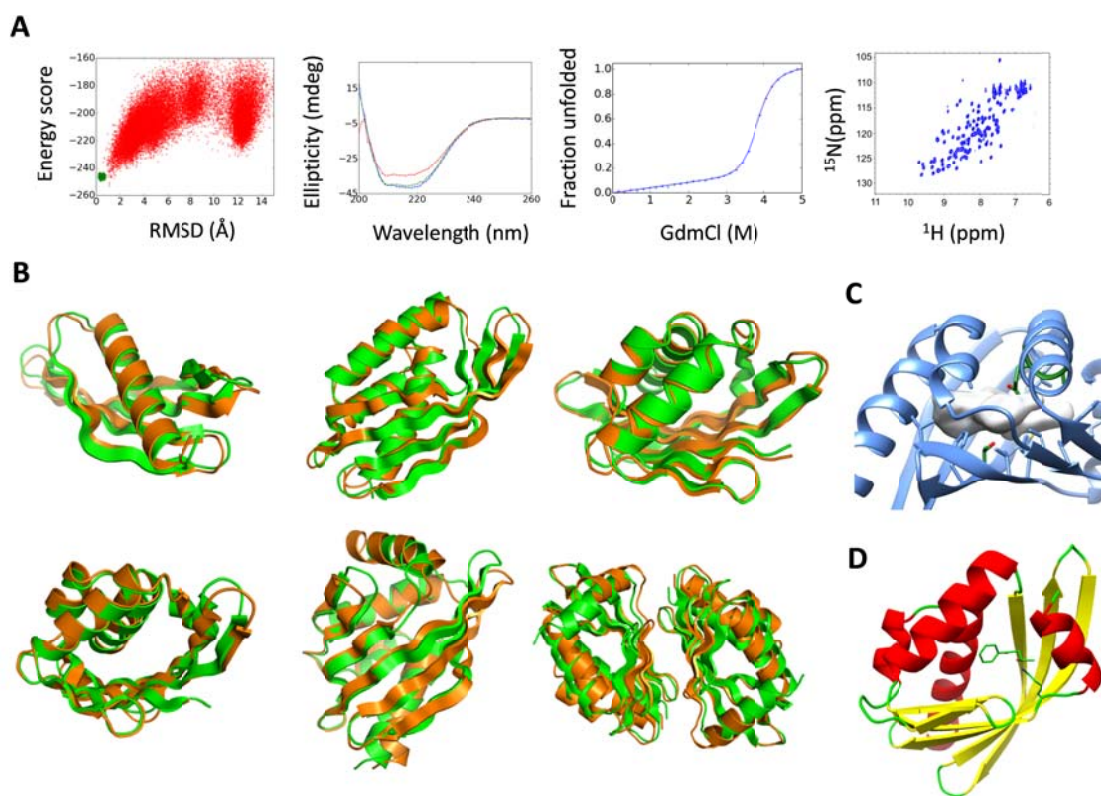 A
Energy score
−160
−180
−200
−220
−240
−260
0 2 4 6 8 10 12 14
RMSD (Å)
Ellipticity (mdeg)
15
−5
−25
−45
200 220 240 260
Wavelength (nm)
Fraction unfolded
1.0
0.8
0.6
0.4
0.2
0.0
0 1 2 3 4 5
GdmCl (M)
15N(ppm)
105
110
115
120
125
130
11 10 9 8 7 6
1H (ppm)
B
C
D